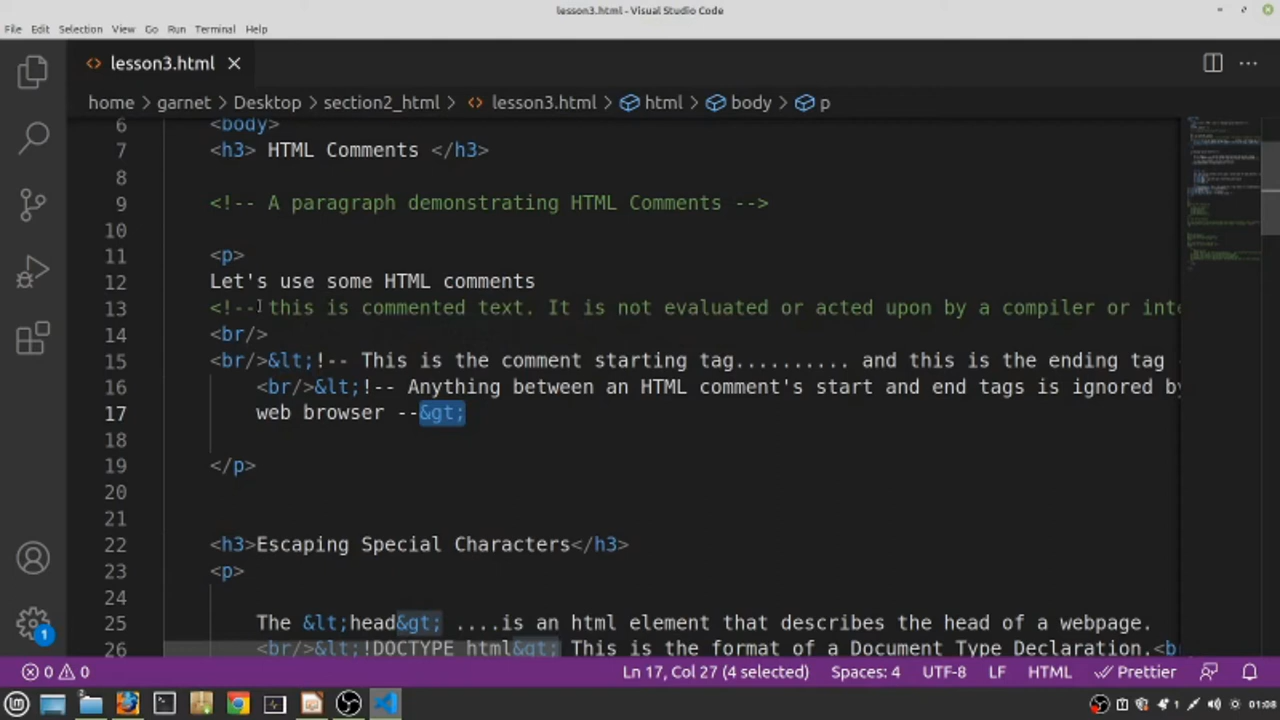 lesson3.html - Visual Studio Code
File Edit Selection View Go Run Terminal Help
lesson3.html
home > garnet > Desktop > section2_html > lesson3.html > html > body > p
6 <body>
7 <h3> HTML Comments </h3>
8
9 <!-- A paragraph demonstrating HTML Comments -->
10
11 <p>
12 Let's use some HTML comments
13 <!-- this is commented text. It is not evaluated or acted upon by a compiler or inte
14 <br/>
15 <br/>&lt;!-- This is the comment starting tag.......... and this is the ending tag -
16 <br/>&lt;!-- Anything between an HTML comment's start and end tags is ignored by
17 web browser --&gt;
18
19 </p>
20
21
22 <h3>Escaping Special Characters</h3>
23 <p>
24
25 The &lt;head&gt; ....is an html element that describes the head of a webpage.
26 <br/>&lt;!DOCTYPE html&gt; This is the format of a Document Type Declaration.<br
1
0 0 Ln 17, Col 27 (4 selected) Spaces: 4 UTF-8 LF HTML Prettier
1 01:08